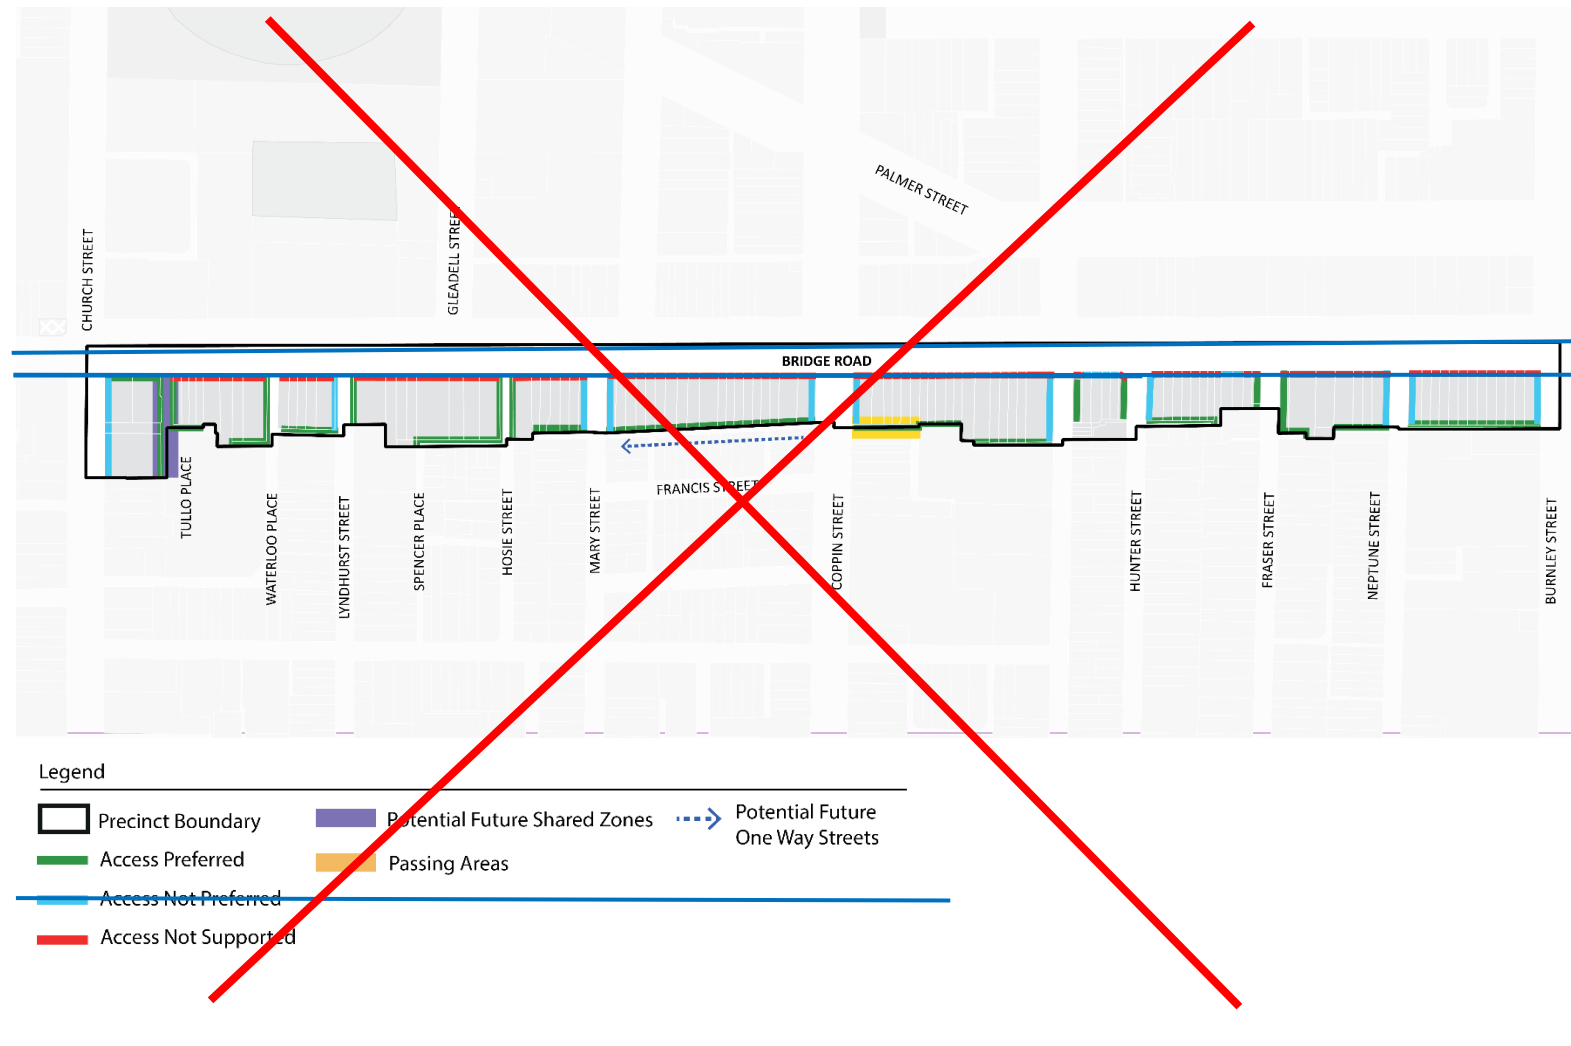 PALMER STREET
CHURCH STREET
GLEADELL STREET
BRIDGE ROAD
TULLO PLACE
WATERLOO PLACE
LYNDHURST STREET
SPENCER PLACE
HOSIE STREET
MARY STREET
FRANCIS STREET
COPPIN STREET
HUNTER STREET
FRASER STREET
NEPTUNE STREET
BURNLEY STREET
Legend
Precinct Boundary
Access Preferred
Access Not Preferred
Access Not Supported
Potential Future Shared Zones
Passing Areas
Potential Future
One Way Streets